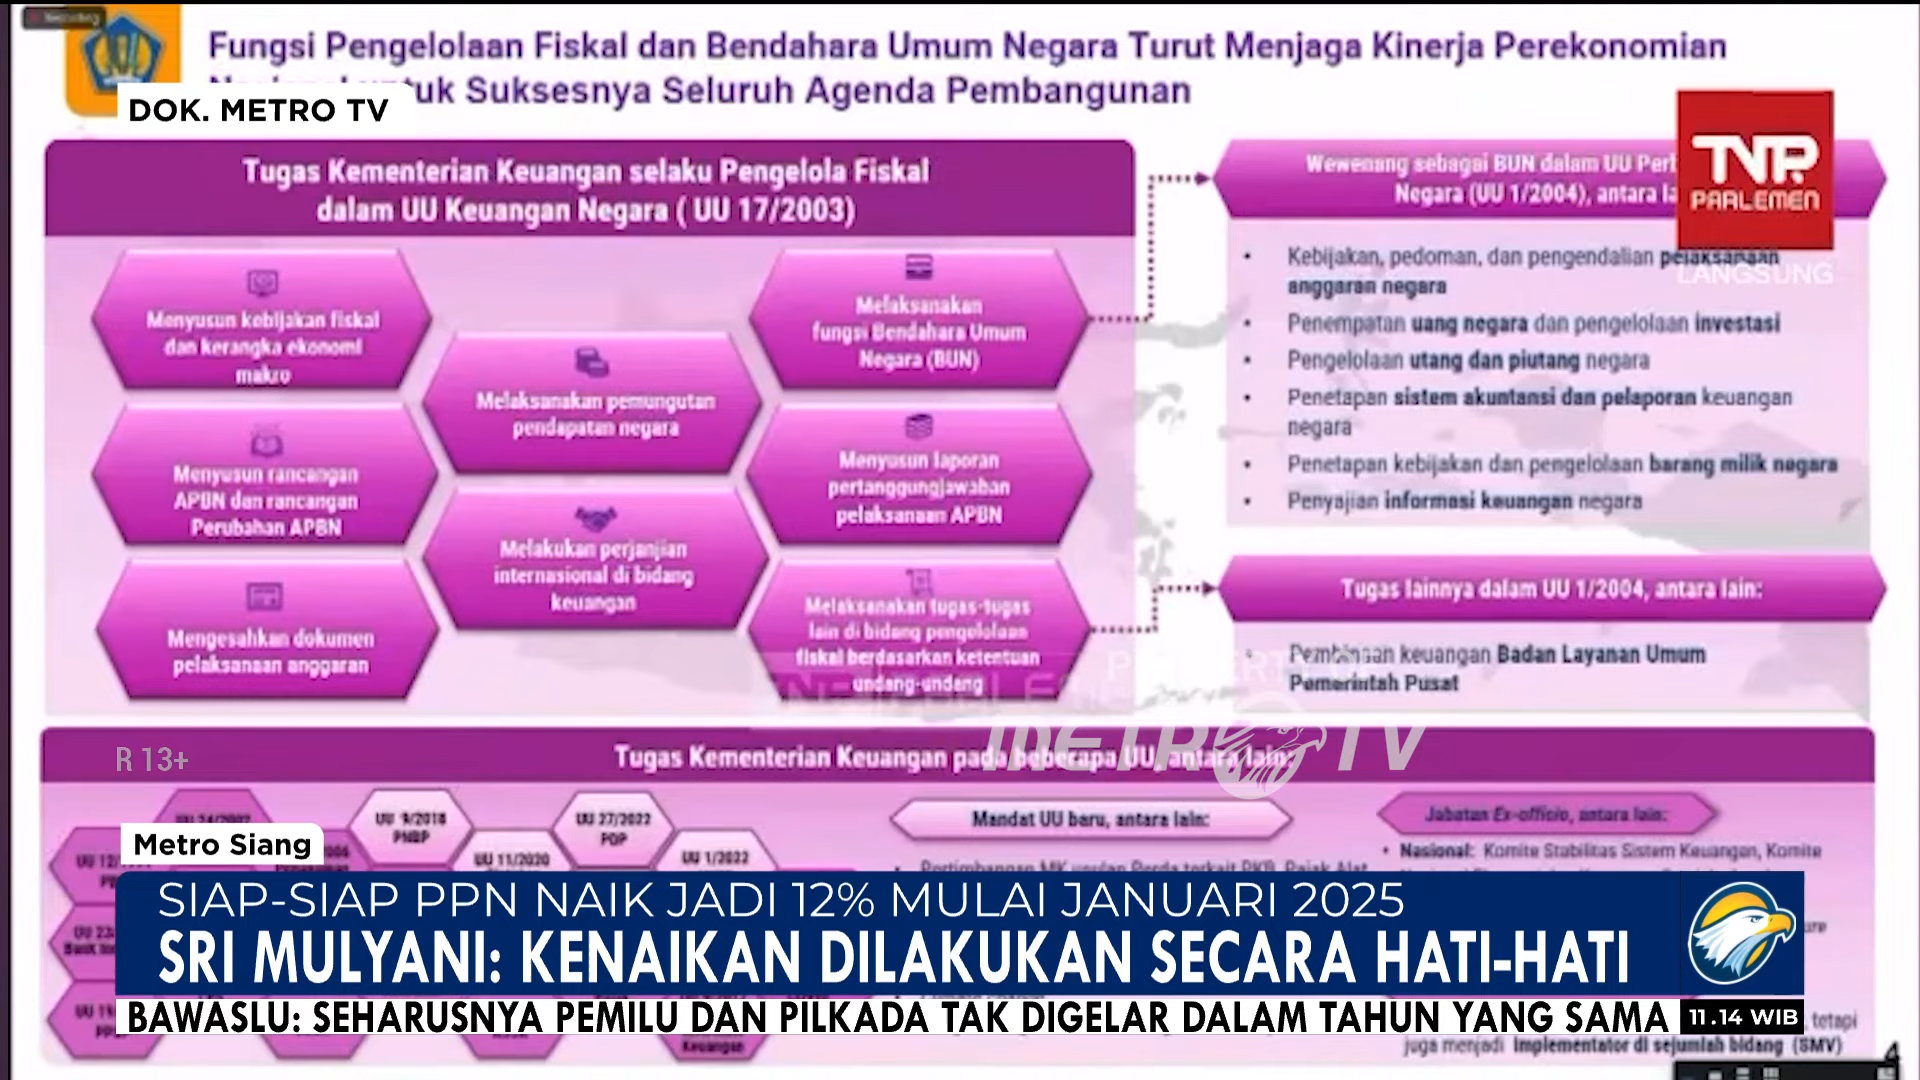 Fungsi Pengelolaan Fiskal dan Bendahara Umum Negara Turut Menjaga Kinerja Perekonomian
Suksesnya Seluruh Agenda Pembangunan
DOK. METRO TV
Tugas Kementerian Keuangan selaku Pengelola Fiskal
dalam UU Keuangan Negara ( UU 17/2003)
Menyusun kebijakan fiskal
dan kerangka ekonomi
makro
Menyusun rancangan
APBN dan rancangan
Perubahan APBN
Mengesahkan dokumen
pelaksanaan anggaran
Melaksanakan pemungutan
pendapatan negara
Melakukan perjanjian
internasional di bidang
keuangan
Melaksanakan
fungsi Bendahara Umum
Negara (BUN)
Menyusun laporan
pertanggungjawaban
pelaksanaan APBN
Melaksanakan tugas-tugas
lain di bidang pengelolaan
fiskal berdasarkan ketentuan
undang-undang
Wewenang sebagai BUN dalam UU
Negara (UU 1/2004), antara
TVR
PARLEMEN
LANGSUNG
• Kebijakan, pedoman, dan pengendalian pelaksanaan
anggaran negara
• Penempatan uang negara dan pengelolaan investasi
• Pengelolaan utang dan piutang negara
• Penetapan sistem akuntansi dan pelaporan keuangan
negara
• Penetapan kebijakan dan pengelolaan barang milik negara
• Penyajian informasi keuangan negara
Tugas lainnya dalam UU 1/2004, antara lain:
• Pembinaan keuangan Badan Layanan Umum
Pemerintah Pusat
METRO TV
R 13+
Tugas Kementerian Keuangan pada beberapa UU, antara lain:
UU 9/2018
PNBP
UU 11/2020
UU 27/2022
PDP
UU 1/2022
Mandat UU baru, antara lain:
Jabatan Ex-officio, antara lain:
• Nasional: Komite Stabilitas Sistem Keuangan, Komite
Metro Siang
SIAP-SIAP PPN NAIK JADI 12% MULAI JANUARI 2025
SRI MULYANI: KENAIKAN DILAKUKAN SECARA HATI-HATI
BAWASLU: SEHARUSNYA PEMILU DAN PILKADA TAK DIGELAR DALAM TAHUN YANG SAMA
11.14 WIB
Keuangan
tetapi
juga menjadi Implementator di sejumlah bidang (SMV)
4